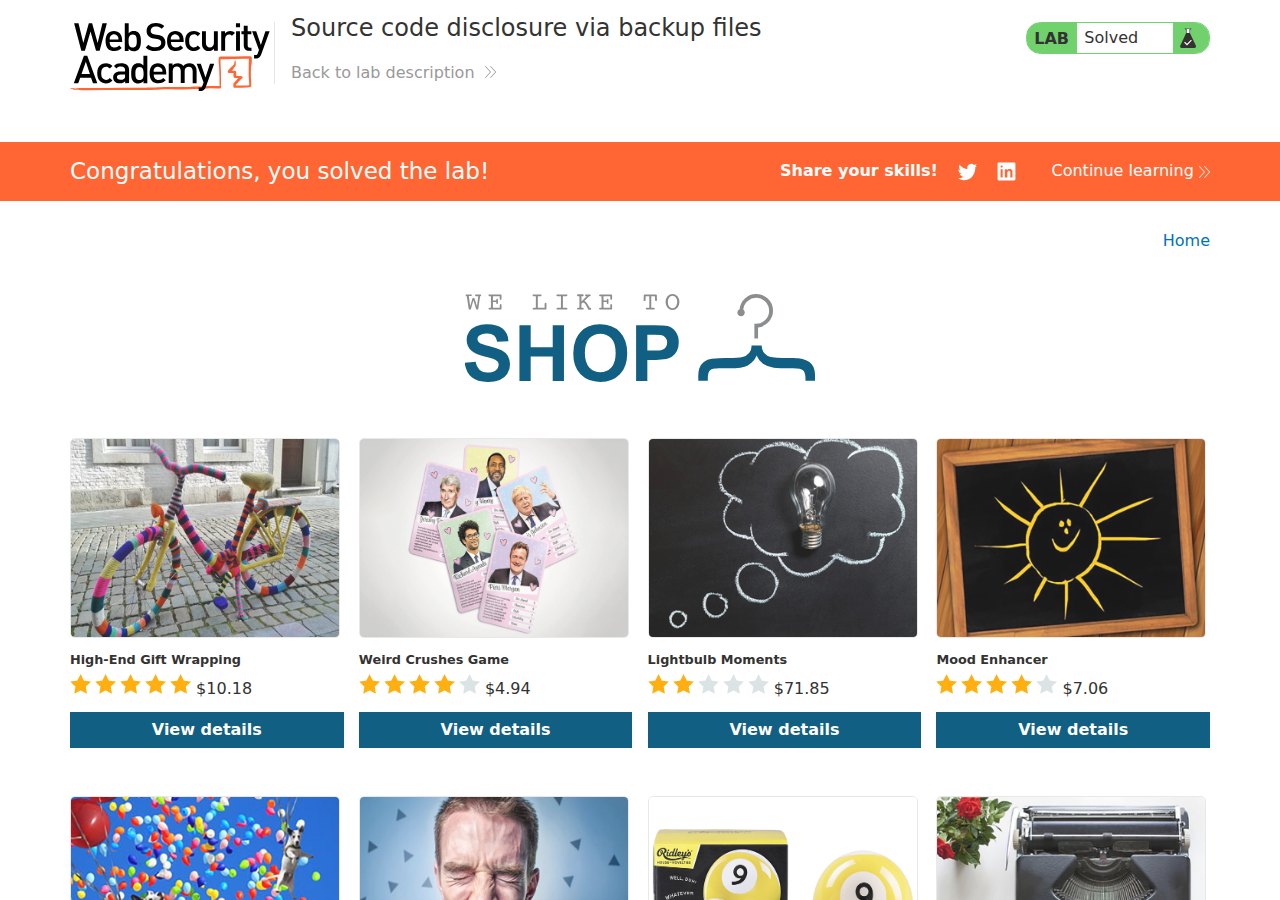 Web Security
Academy
Source code disclosure via backup files
Back to lab description
LAB Solved
Congratulations, you solved the lab!
Share your skills!
Continue learning
Home
WE LIKE TO
SHOP
High-End Gift Wrapping
$10.18
View details
Weird Crushes Game
$4.94
View details
Lightbulb Moments
$71.85
View details
Mood Enhancer
$7.06
View details
Ridley's
9
9